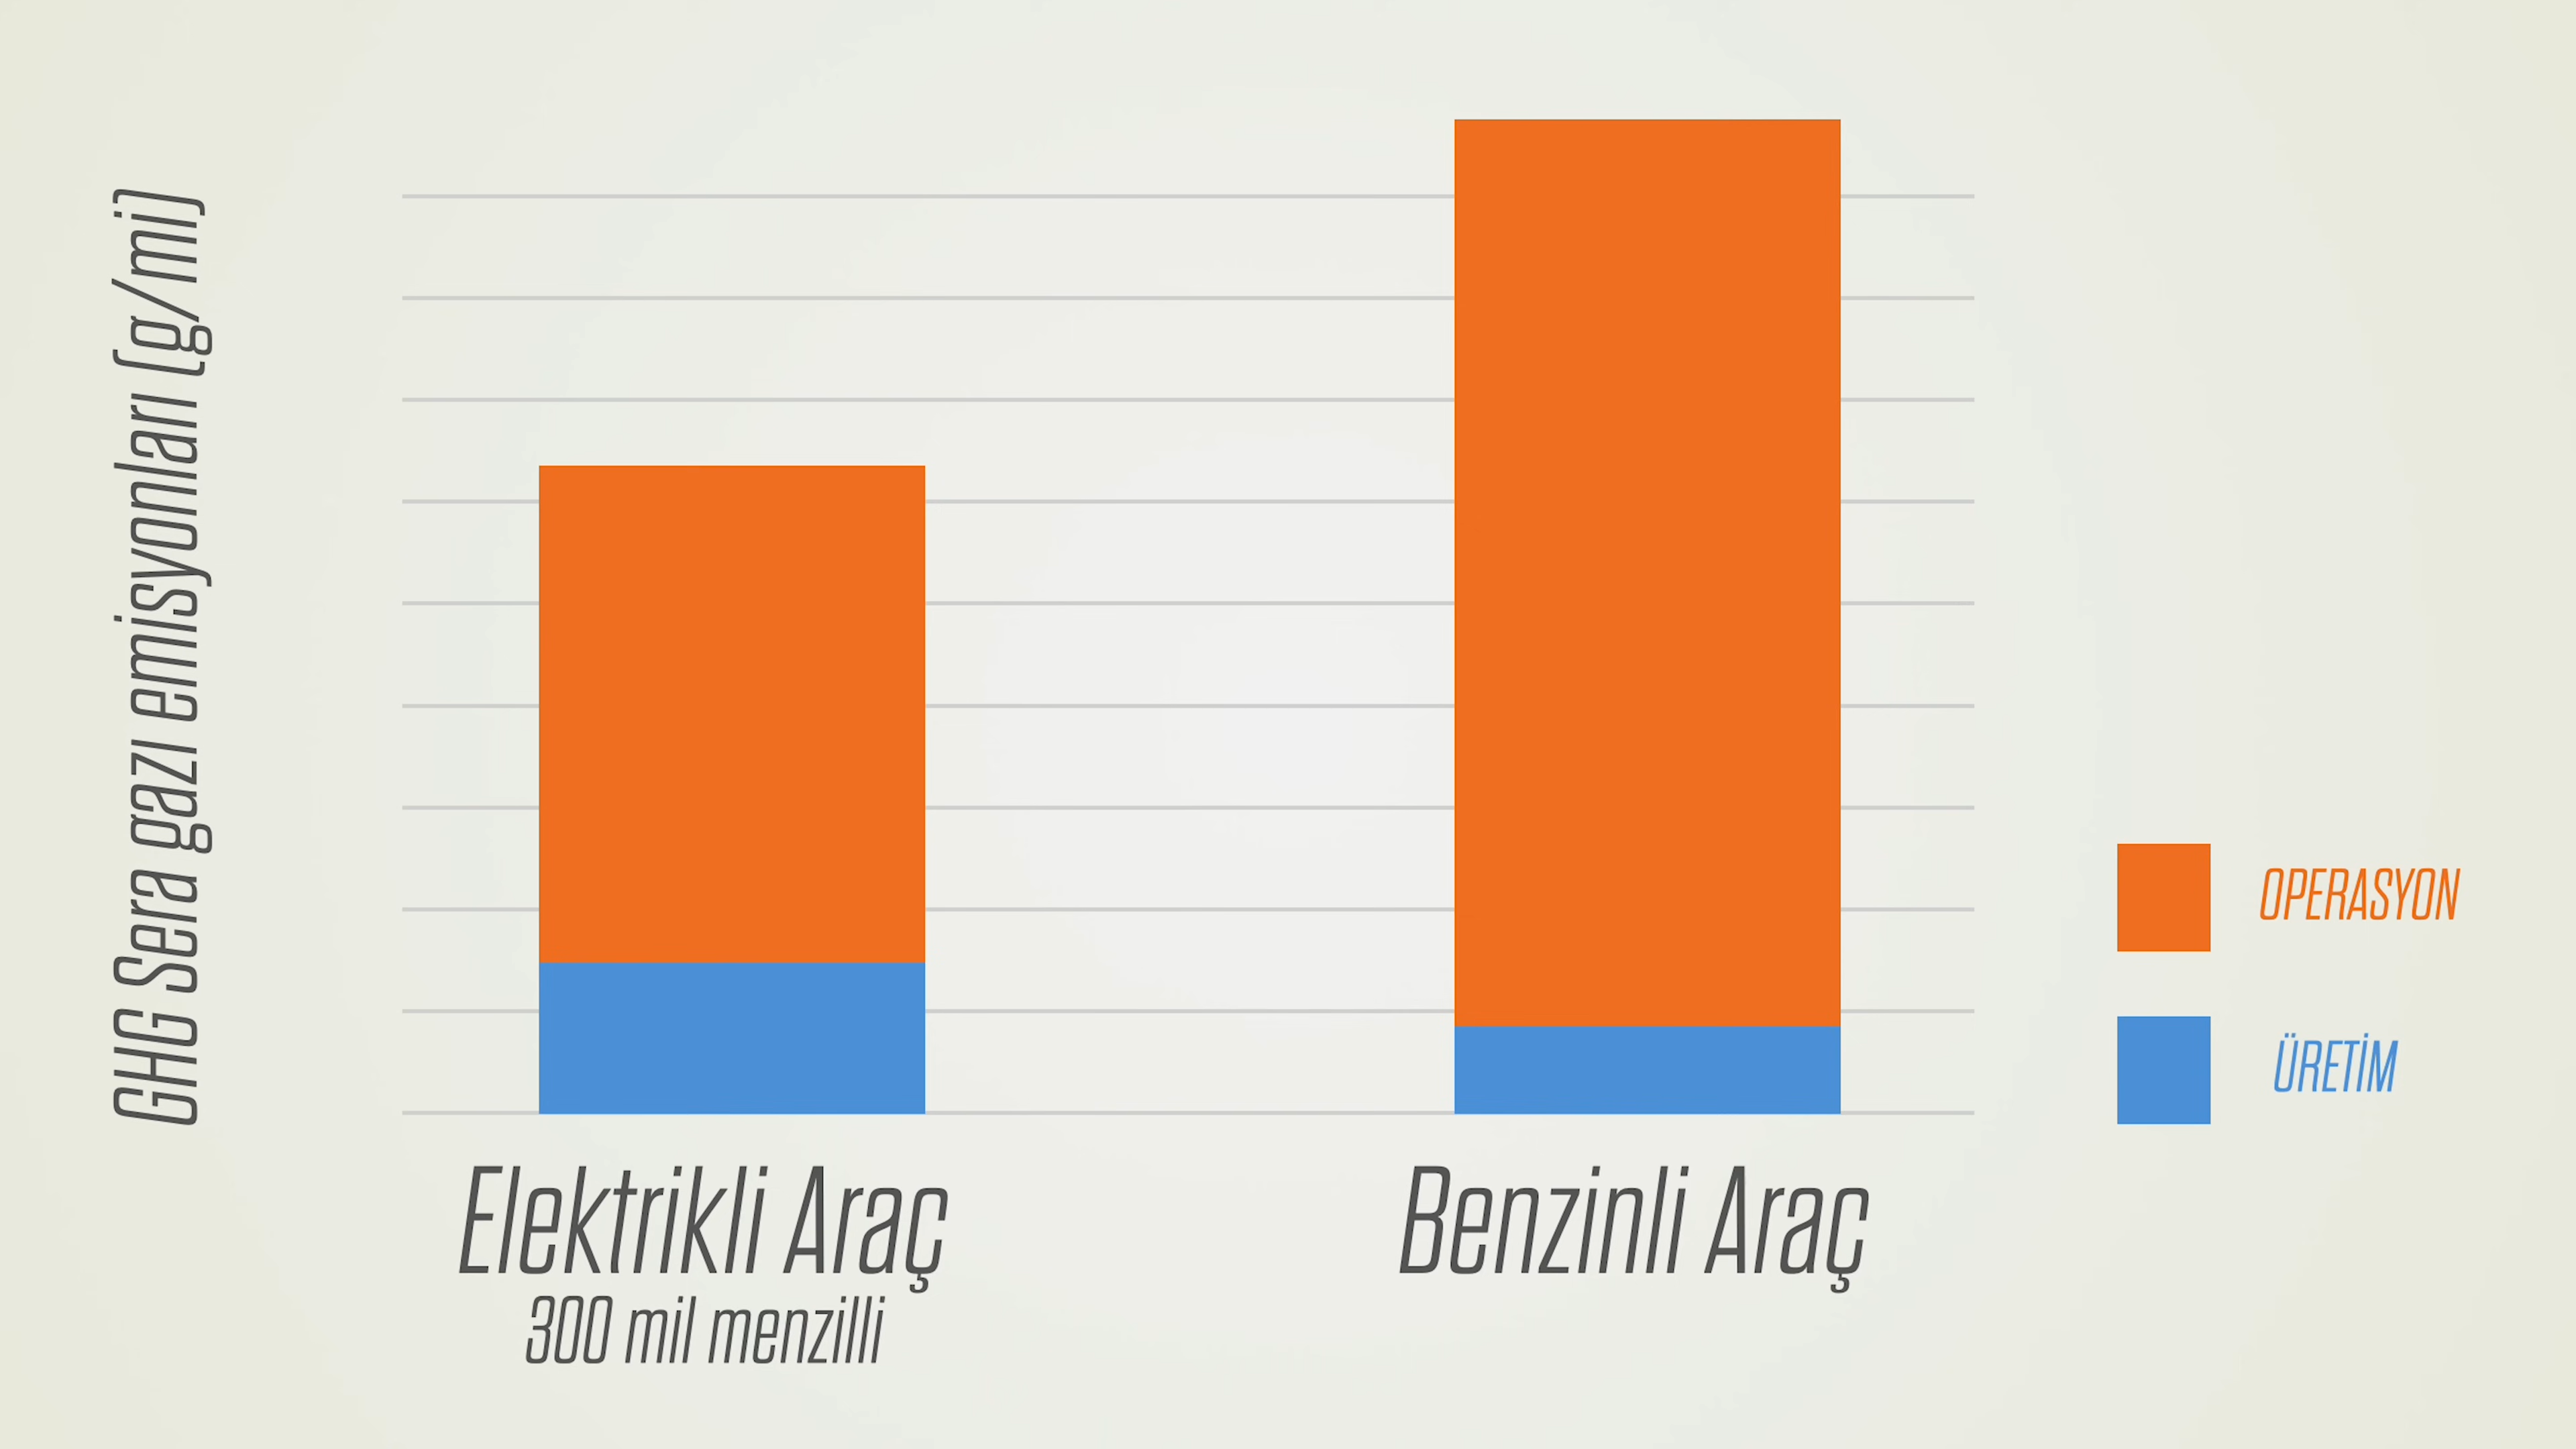 GHG Sera gazı emisyonları (g/mi)
OPERASYON
ÜRETİM
Elektrikli Araç
300 mil menzilli
Benzinli Araç